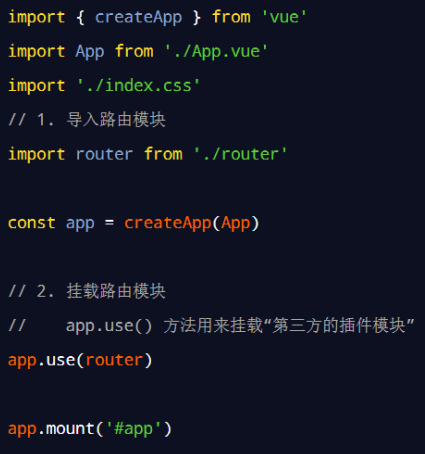 import { createApp } from 'vue'
import App from './App.vue'
import './index.css'
// 1. 导入路由模块
import router from './router'
const app = createApp(App)
// 2. 挂载路由模块
//    app.use() 方法用来挂载“第三方的插件模块”
app.use(router)
app.mount('#app')